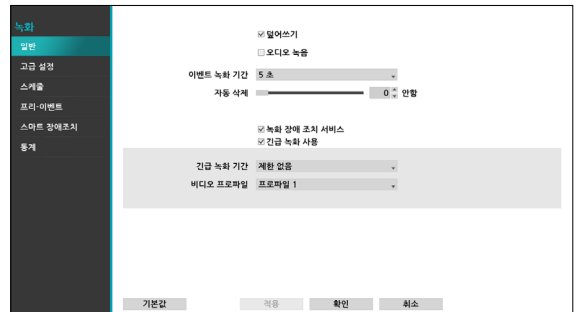 녹화
일반
고급 설정
스케줄
프리-이벤트
스마트 장애조치
통계
덮어쓰기
오디오 녹음
이벤트 녹화 기간 5 초
자동 삭제 0 안함
녹화 장애 조치 서비스
긴급 녹화 사용
긴급 녹화 기간 제한 없음
비디오 프로파일 프로파일 1
기본값 적용 확인 취소